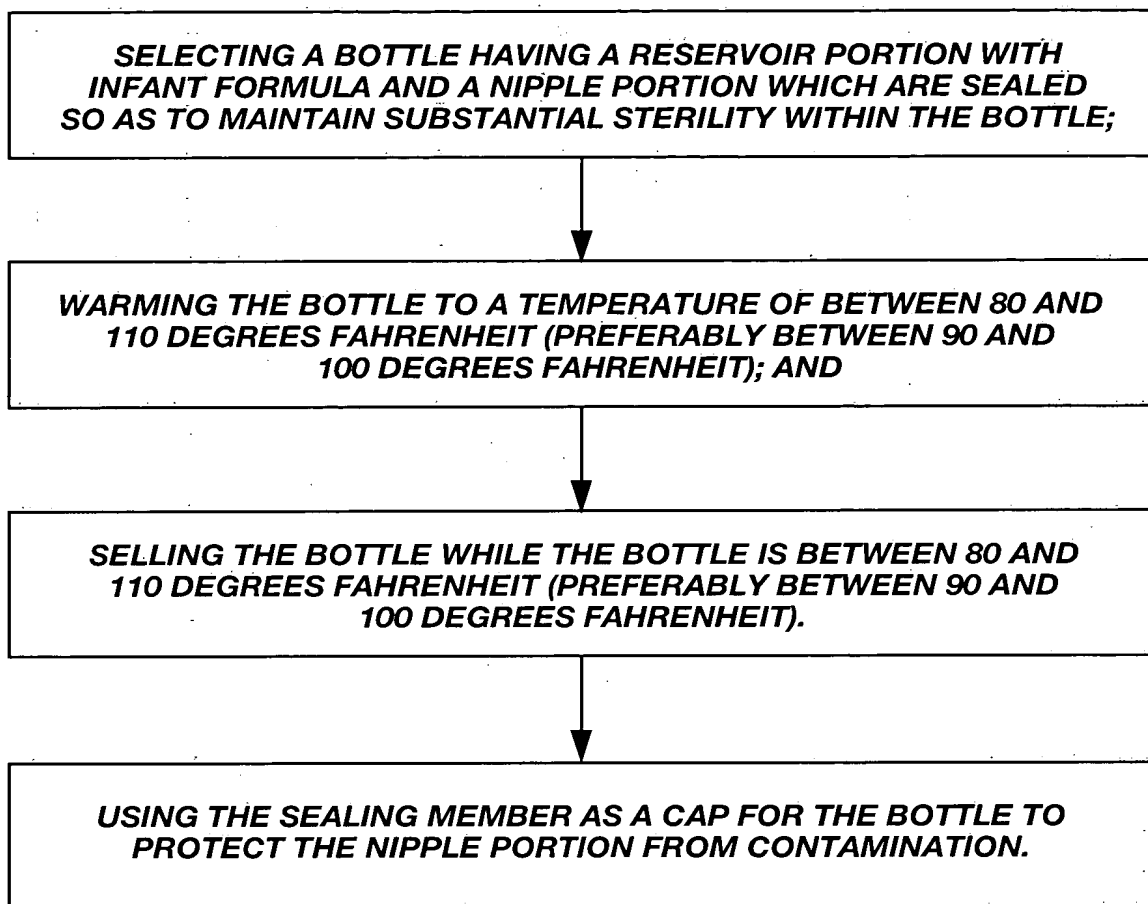 SELECTING A BOTTLE HAVING A RESERVOIR PORTION WITH
INFANT FORMULA AND A NIPPLE PORTION WHICH ARE SEALED
SO AS TO MAINTAIN SUBSTANTIAL STERILITY WITHIN THE BOTTLE;
WARMING THE BOTTLE TO A TEMPERATURE OF BETWEEN 80 AND
110 DEGREES FAHRENHEIT (PREFERABLY BETWEEN 90 AND
100 DEGREES FAHRENHEIT); AND
SELLING THE BOTTLE WHILE THE BOTTLE IS BETWEEN 80 AND
110 DEGREES FAHRENHEIT (PREFERABLY BETWEEN 90 AND
100 DEGREES FAHRENHEIT).
USING THE SEALING MEMBER AS A CAP FOR THE BOTTLE TO
PROTECT THE NIPPLE PORTION FROM CONTAMINATION.